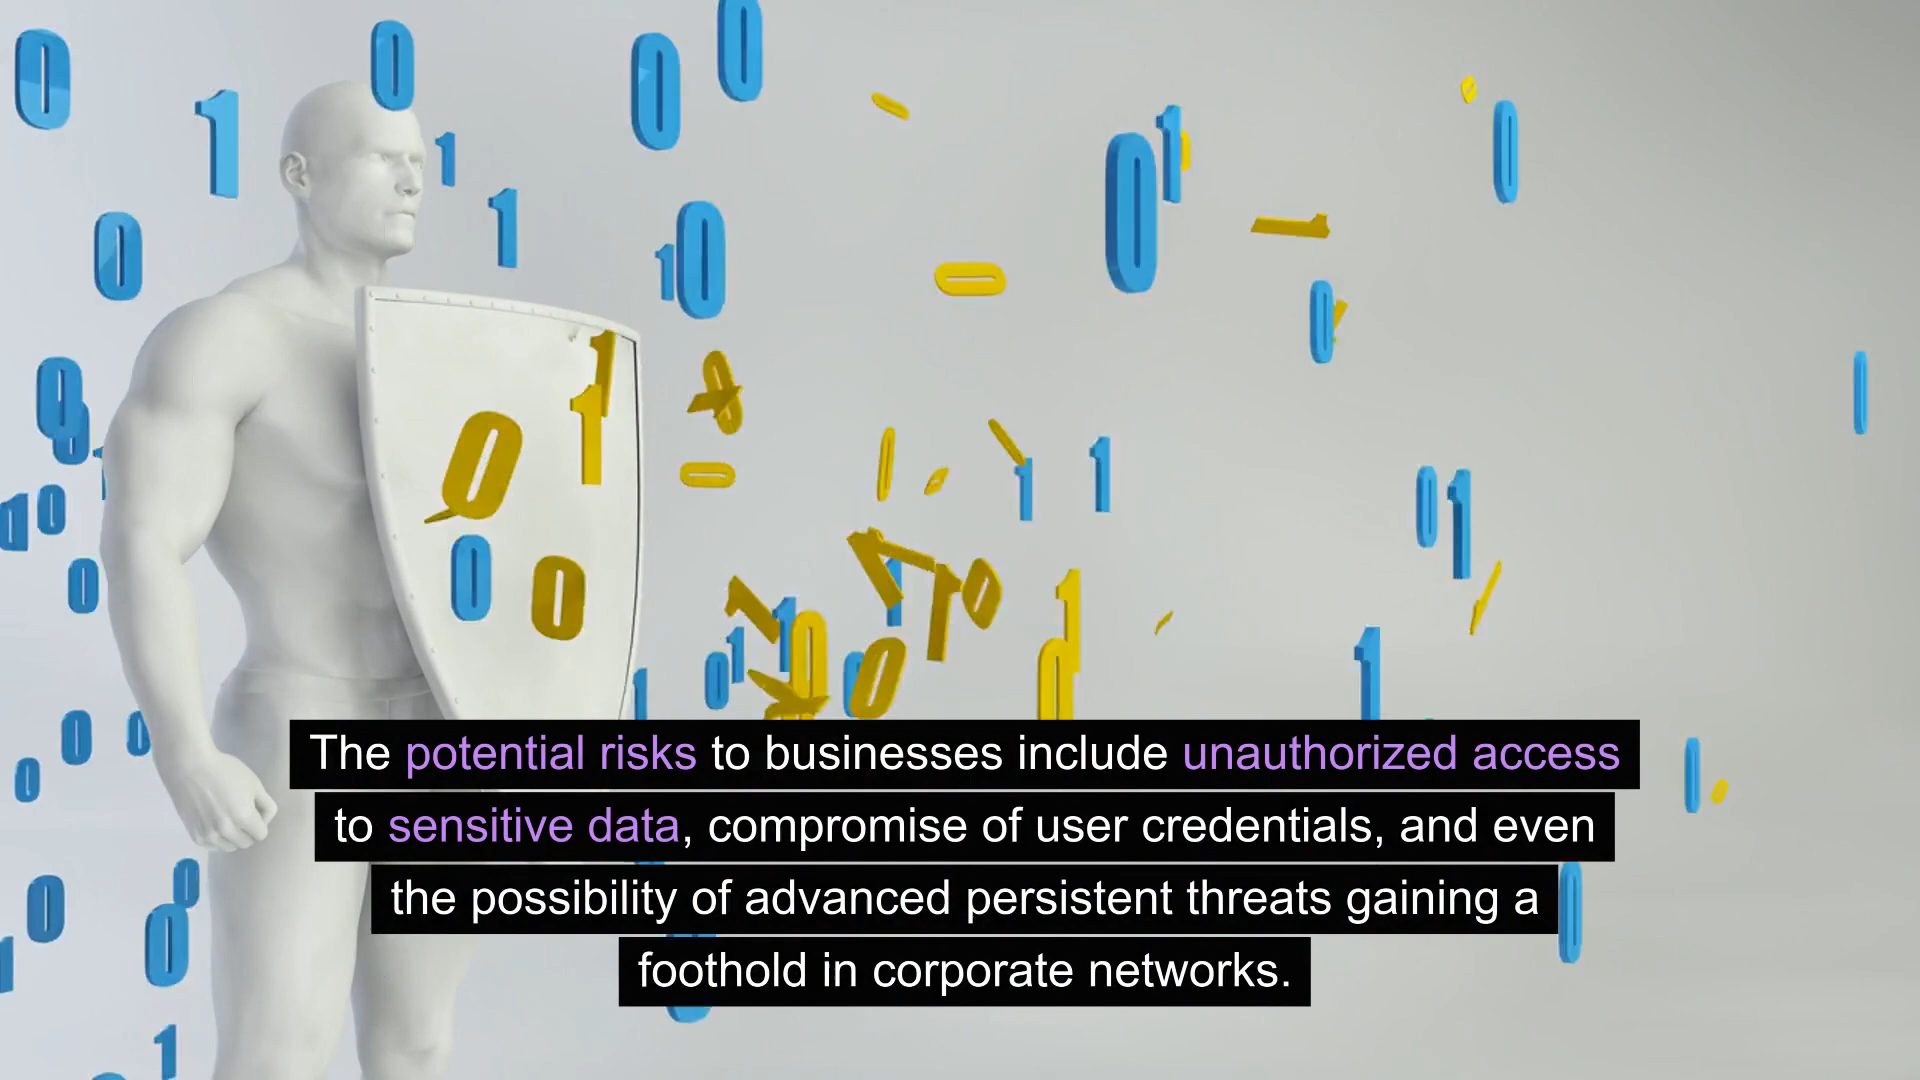 The potential risks to businesses include unauthorized access
to sensitive data, compromise of user credentials, and even
the possibility of advanced persistent threats gaining a
foothold in corporate networks.